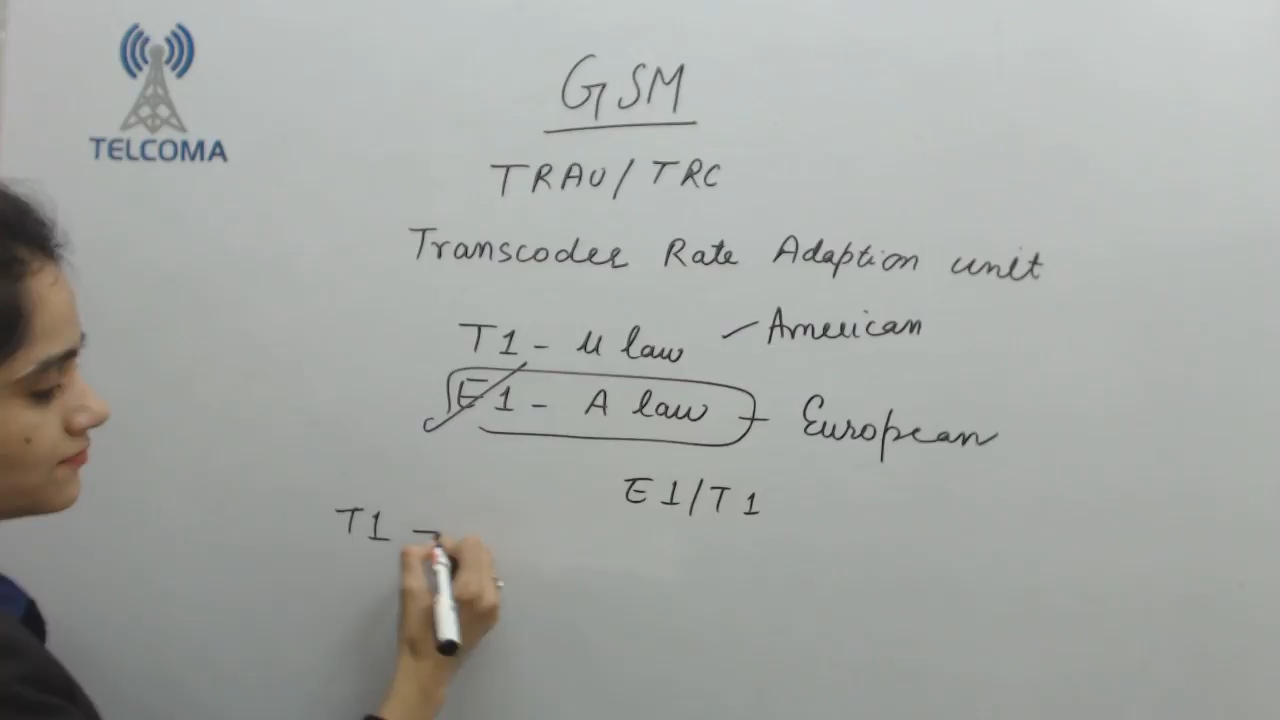 TELCOMA
GSM
TRAU/TRC
Transcoder Rate Adaption unit
T1 - u law - American
E1 - A law - European
E1/T1
T1 -